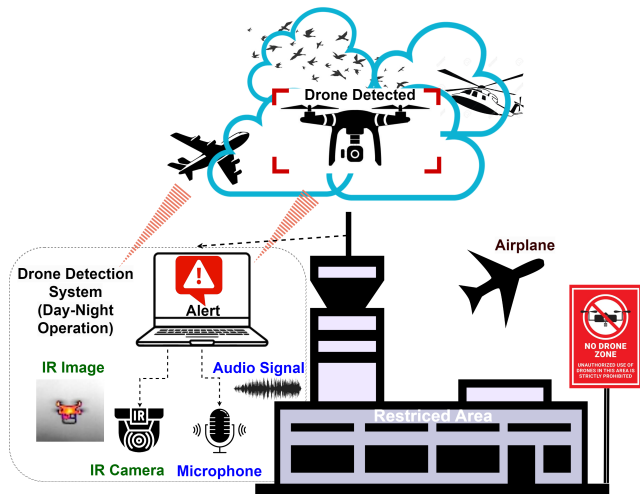 Drone Detected
Airplane
Drone Detection
System
(Day-Night
Operation)
Alert
NO DRONE
ZONE
UNAUTHORIZED USE OF
DRONES IN THIS AREA IS
STRICTLY PROHIBITED
IR Image
Audio Signal
IR
Restriced Area
IR Camera
Microphone